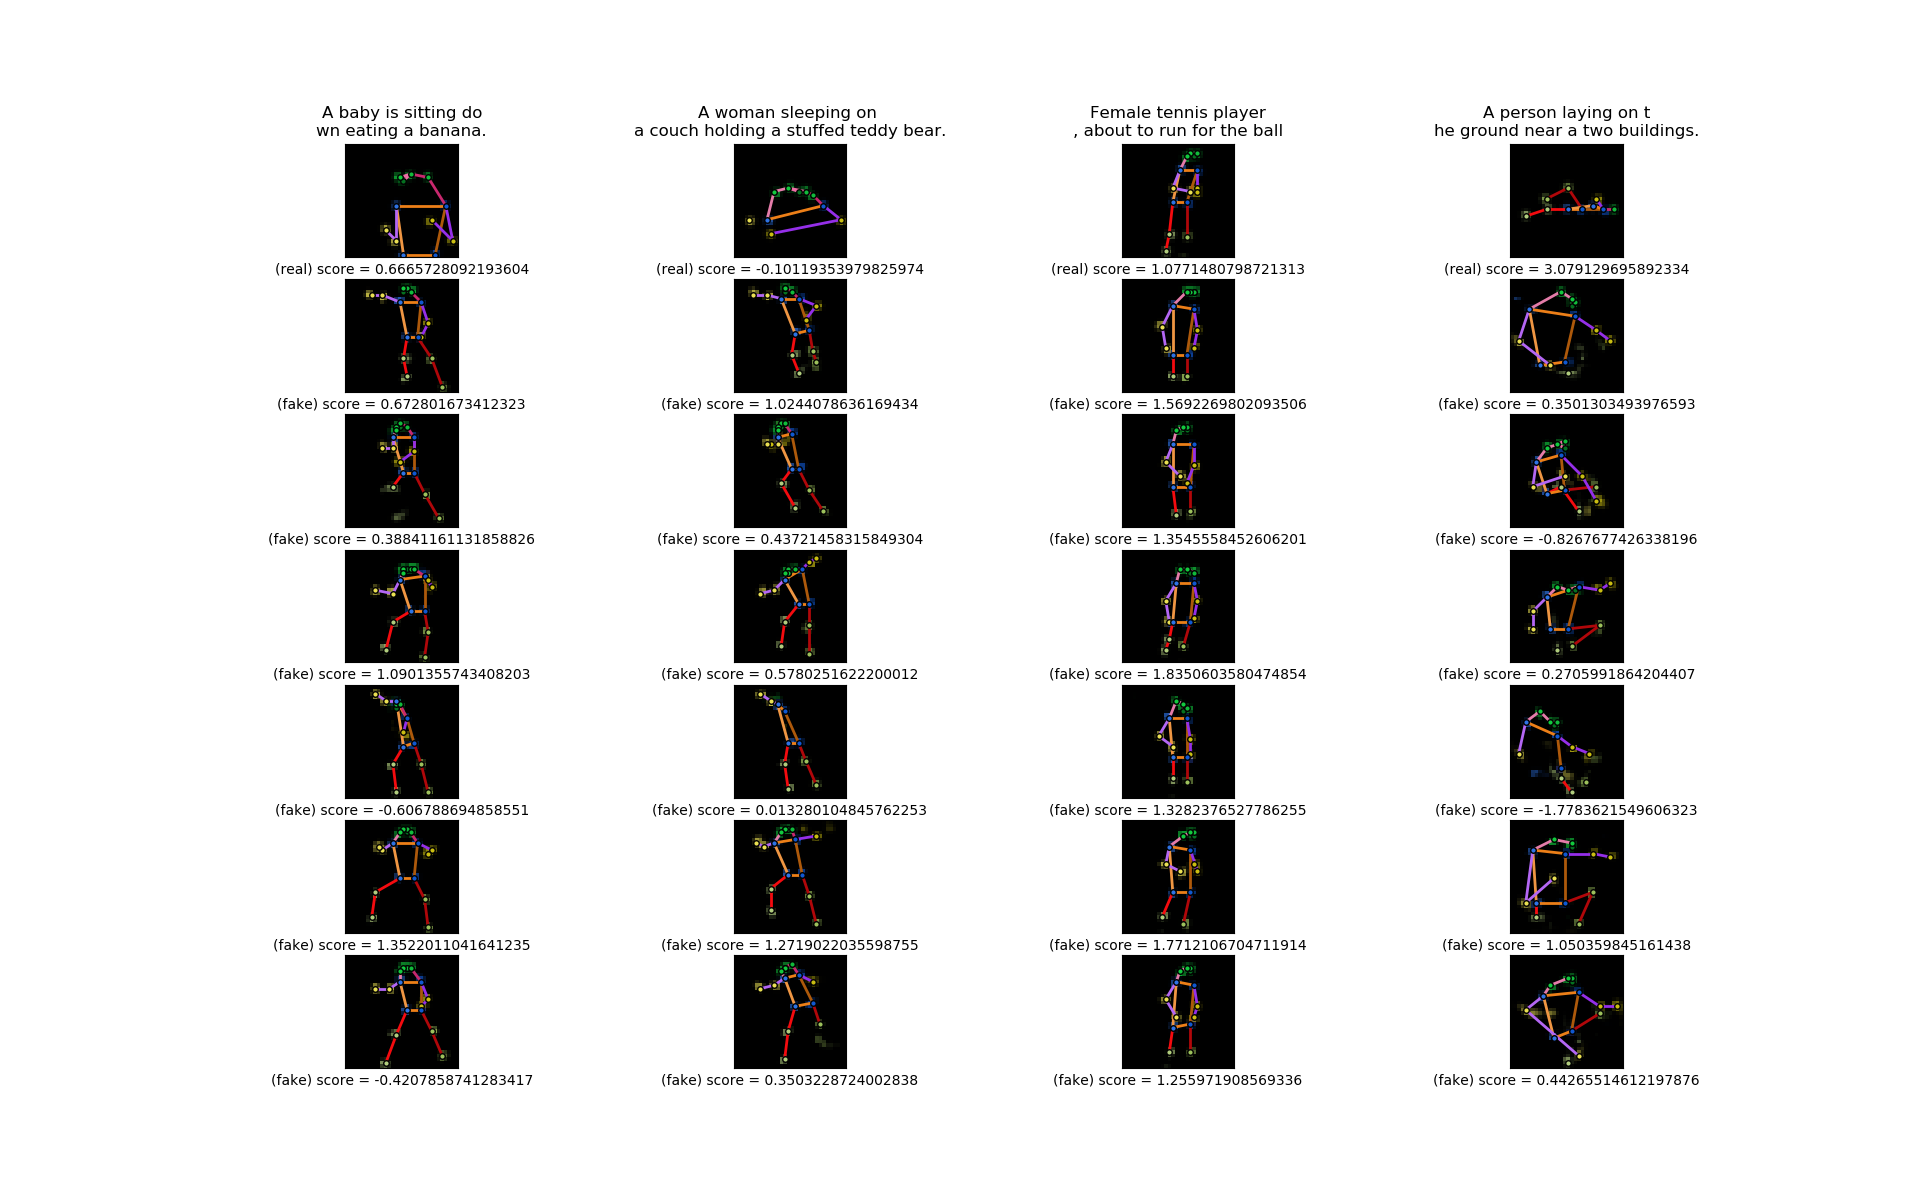 A baby is sitting do
wn eating a banana.
A woman sleeping on
a couch holding a stuffed teddy bear.
Female tennis player
, about to run for the ball
A person laying on t
he ground near a two buildings.
(real) score = 0.6665728092193604
(real) score = -0.10119353979825974
(real) score = 1.0771480798721313
(real) score = 3.079129695892334
(fake) score = 0.672801673412323
(fake) score = 1.0244078636169434
(fake) score = 1.5692269802093506
(fake) score = 0.3501303493976593
(fake) score = 0.38841161131858826
(fake) score = 0.43721458315849304
(fake) score = 1.3545558452606201
(fake) score = -0.8267677426338196
(fake) score = 1.0901355743408203
(fake) score = 0.5780251622200012
(fake) score = 1.8350603580474854
(fake) score = 0.2705991864204407
(fake) score = -0.606788694858551
(fake) score = 0.013280104845762253
(fake) score = 1.3282376527786255
(fake) score = -1.7783621549606323
(fake) score = 1.3522011041641235
(fake) score = 1.2719022035598755
(fake) score = 1.7712106704711914
(fake) score = 1.050359845161438
(fake) score = -0.4207858741283417
(fake) score = 0.3503228724002838
(fake) score = 1.255971908569336
(fake) score = 0.44265514612197876